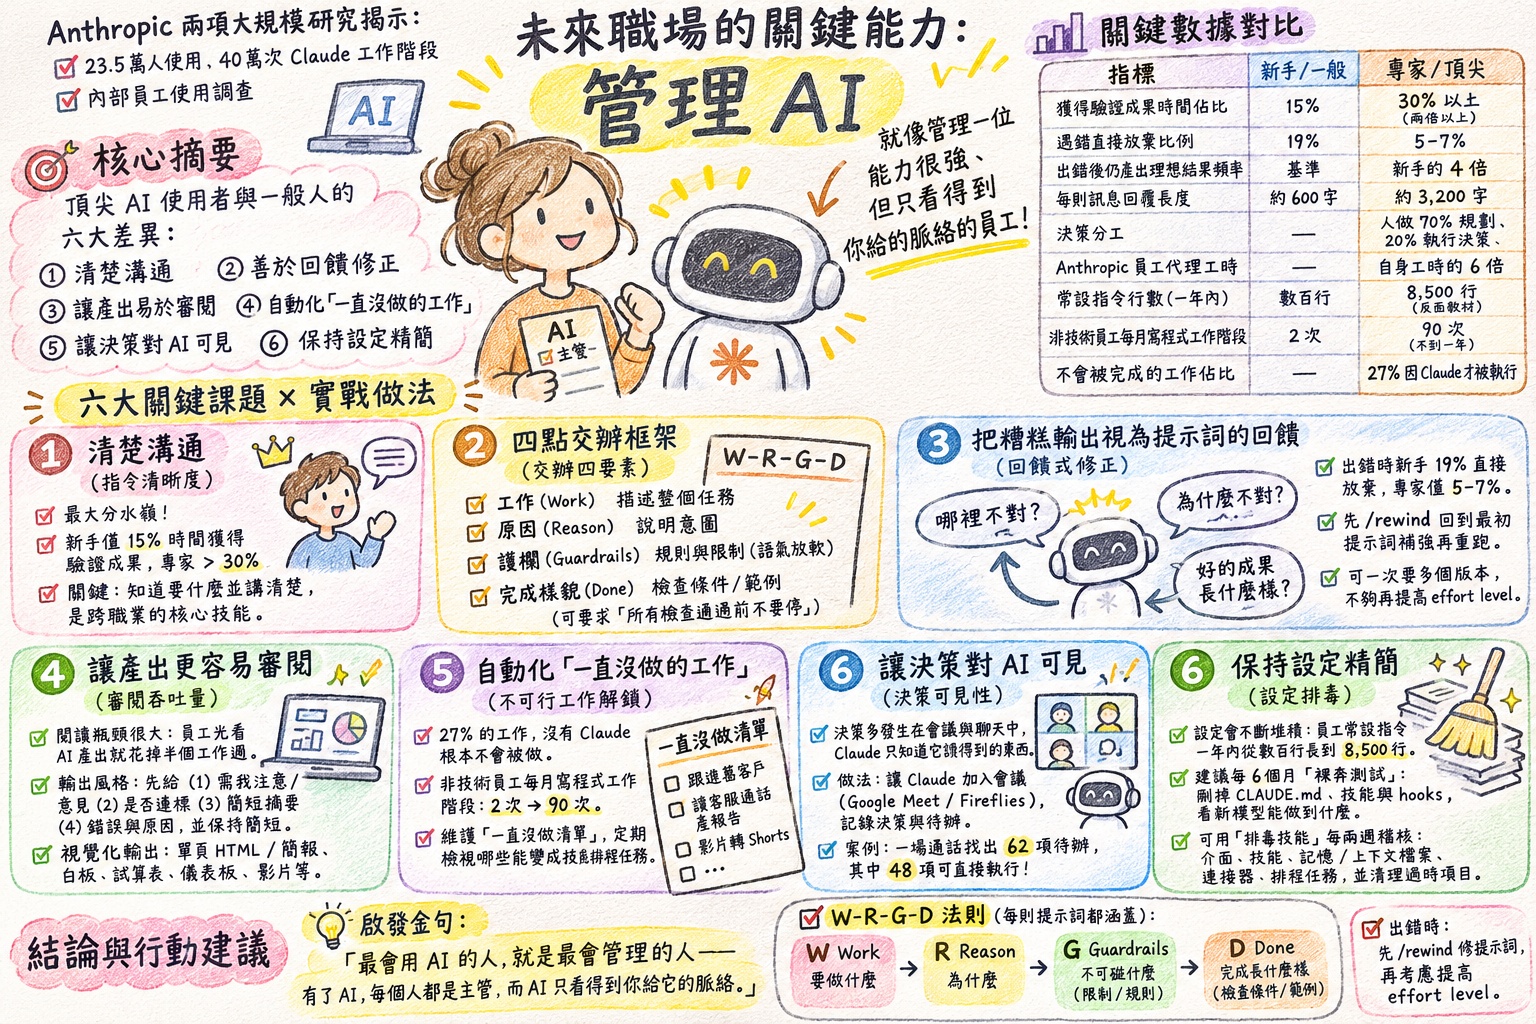 Anthropic 兩項大規模研究揭示：
23.5 萬人使用、40 萬次 Claude 工作階段
內部員工使用調查
AI
未來職場的關鍵能力：
管理 AI
就像管理一位
能力很強、
但只看得到
你給的脈絡的員工！
AI
主管
核心摘要
頂尖 AI 使用者與一般人的
六大差異：
① 清楚溝通 ② 善於回饋修正
③ 讓產出易於審閱 ④ 自動化「一直沒做的工作」
⑤ 讓決策對 AI 可見 ⑥ 保持設定精簡
關鍵數據對比
指標 新手/一般 專家/頂尖
獲得驗證成果時間佔比 15% 30% 以上
(兩倍以上)
遇錯直接放棄比例 19% 5-7%
出錯後仍產出理想結果頻率 基準 新手的 4 倍
每則訊息回覆長度 約 600 字 約 3,200 字
決策分工 — 人做 70% 規劃、
20% 執行決策、
Anthropic 員工代理工時 — 自身工時的 6 倍
常設指令行數(一年內) 數百行 8,500 行
(反面教材)
非技術員工每月寫程式工作階段 2 次 90 次
(不到一年)
不會被完成的工作佔比 — 27% 因 Claude 才被執行
六大關鍵課題 × 實戰做法
1 清楚溝通
(指令清晰度)
最大分水嶺！
新手僅 15% 時間獲得
驗證成果，專家 > 30%
關鍵：知道要什麼並講清楚，
是跨職業的核心技能。
2 四點交辦框架
(交辦四要素)
W-R-G-D
工作 (Work) 描述整個任務
原因 (Reason) 說明意圖
護欄 (Guardrails) 規則與限制 (語氣放軟)
完成樣貌 (Done) 檢查條件/範例
(可要求「所有檢查通過前不要停」)
3 把糟糕輸出視為提示詞的回饋
(回饋式修正)
哪裡不對？
為什麼不對？
好的成果
長什麼樣？
出錯時新手 19% 直接
放棄，專家僅 5-7%。
先 /rewind 回到最初
提示詞補強再重跑。
可一次要多個版本，
不夠再提高 effort level。
4 讓產出更容易審閱
(審閱吞吐量)
閱讀瓶頸很大：員工光看
AI 產出就花掉半個工作週。
輸出風格：先給 (1) 需我注意/
意見 (2) 是否達標 (3) 簡短摘要
(4) 錯誤與原因，並保持簡短。
視覺化輸出：單頁 HTML / 簡報、
白板、試算表、儀表板、影片等。
5 自動化「一直沒做的工作」
(不可行工作解鎖)
27% 的工作，沒有 Claude
根本不會被做。
非技術員工每月寫程式工作
階段：2 次 → 90 次。
維護「一直沒做清單」，定期
檢視哪些能變成技能排程任務。
一直沒做清單
跟進舊客戶
讀客服通話
產報告
影片轉 Shorts
...
6 讓決策對 AI 可見
(決策可見性)
決策多發生在會議與聊天中，
Claude 只知道它讀得到的東西。
做法：讓 Claude 加入會議
(Google Meet / Fireflies)，
記錄決策與待辦。
案例：一場通話找出 62 項待辦，
其中 48 項可直接執行！
6 保持設定精簡
(設定排毒)
設定會不斷堆積：員工常設指令
一年內從數百行長到 8,500 行。
建議每 6 個月「裸奔測試」：
刪掉 CLAUDE.md、技能與 hooks，
看新模型能做到什麼。
可用「排毒技能」每兩週稽核：
介面、技能、記憶 / 上下文檔案、
連接器、排程任務，並清理過時項目。
結論與行動建議
啟發金句：
「最會用 AI 的人，就是最會管理的人——
有了 AI，每個人都是主管，而 AI 只看得到你給它的脈絡。」
W-R-G-D 法則 (每則提示詞都涵蓋)：
W Work
要做什麼
R Reason
為什麼
G Guardrails
不可碰什麼
(限制/規則)
D Done
完成長什麼樣
(檢查條件/範例)
出錯時：
先 /rewind 修提示詞，
再考慮提高
effort level。